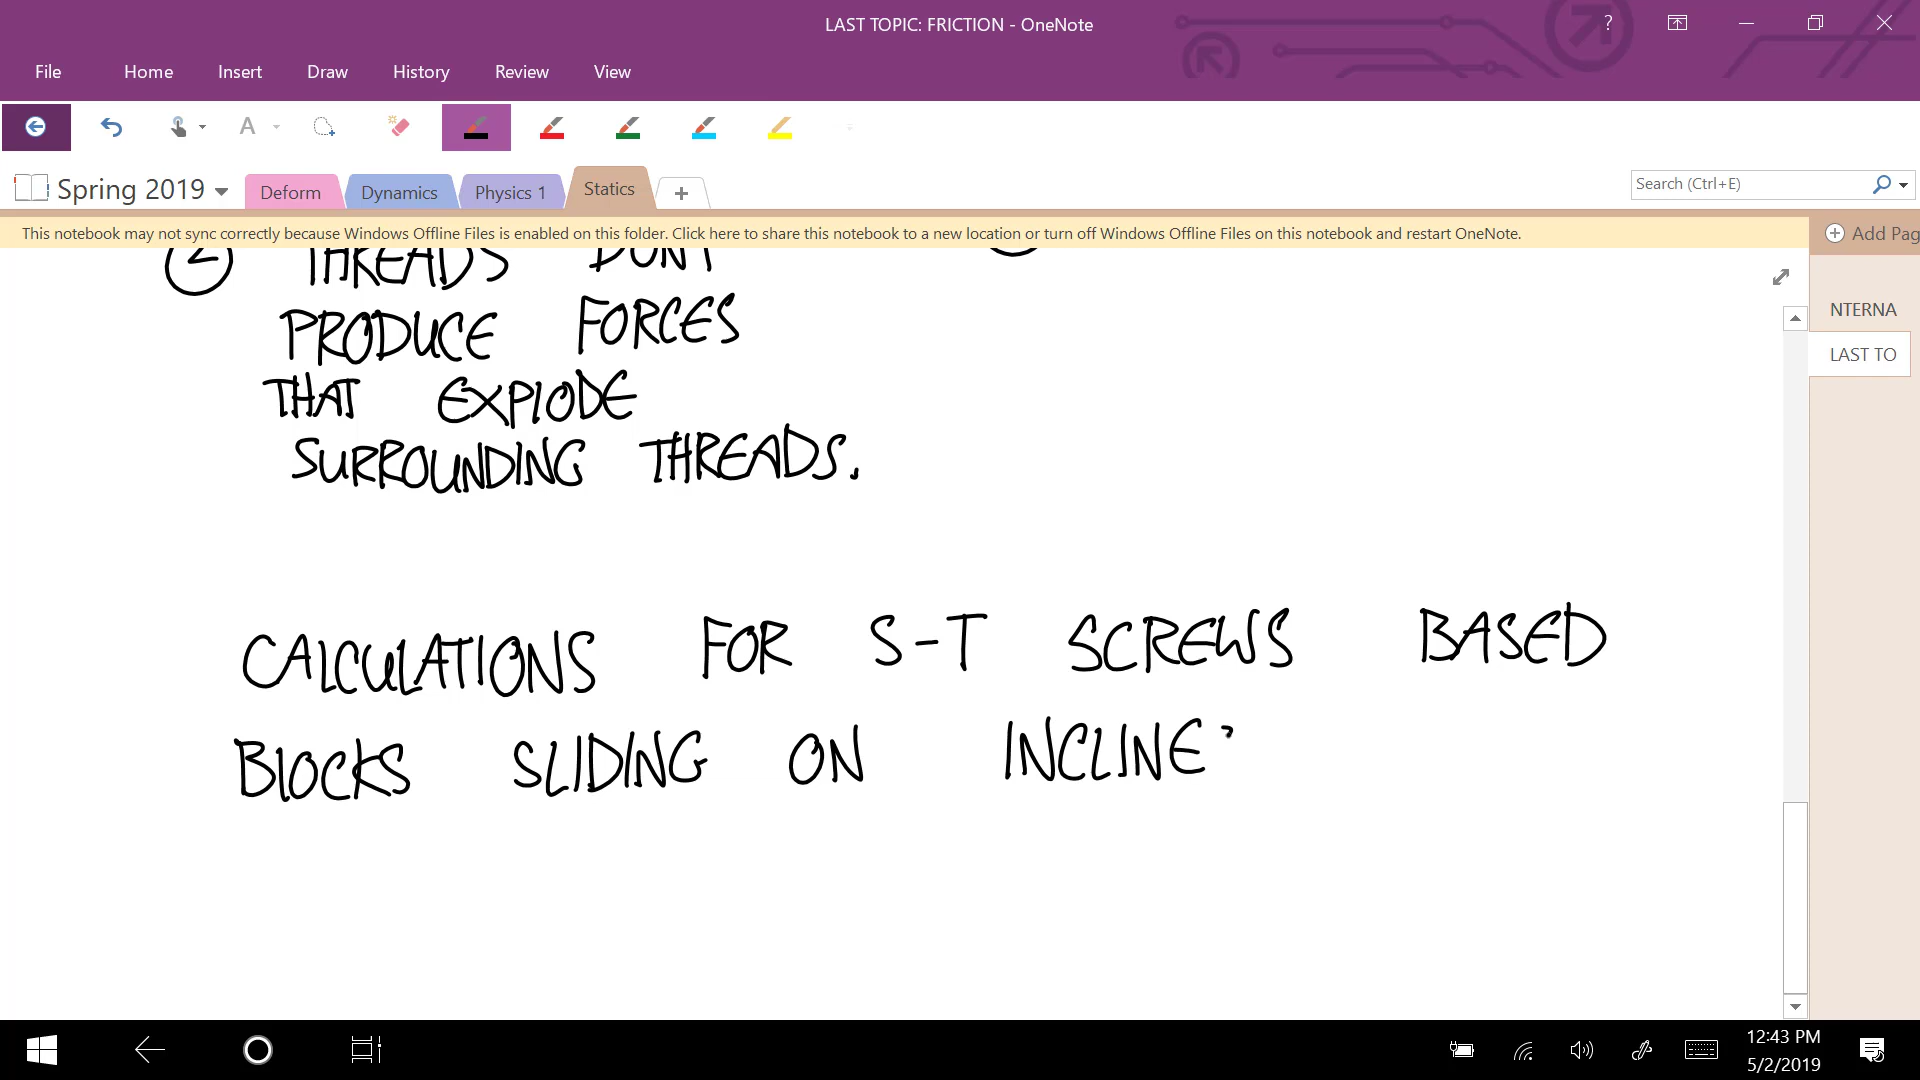 LAST TOPIC: FRICTION - OneNote
?
File Home Insert Draw History Review View
A
Spring 2019 Deform Dynamics Physics 1 Statics + Search (Ctrl+E)
This notebook may not sync correctly because Windows Offline Files is enabled on this folder. Click here to share this notebook to a new location or turn off Windows Offline Files on this notebook and restart OneNote.
Add Pag
NTERNA
LAST TO
② THREADS DON'T
PRODUCE FORCES
THAT EXPLODE
SURROUNDING THREADS.
CALCULATIONS FOR S-T SCREWS BASED
BLOCKS SLIDING ON INCLINE
12:43 PM
5/2/2019